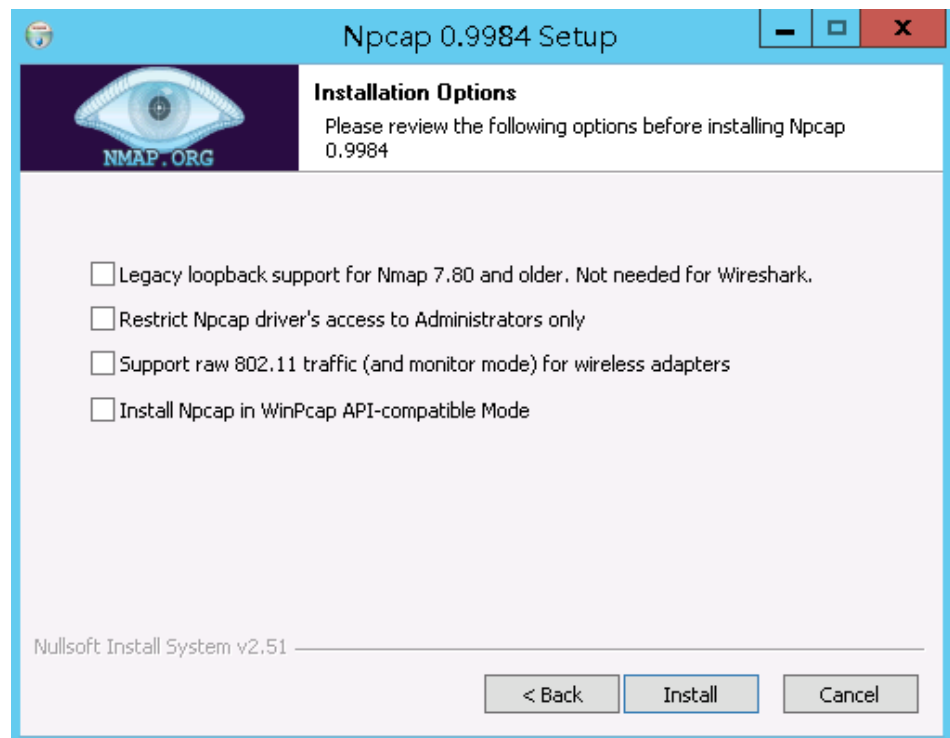 Npcap 0.9984 Setup
x
NMAP.ORG
Installation Options
Please review the following options before installing Npcap
0.9984
Legacy loopback support for Nmap 7.80 and older. Not needed for Wireshark.
Restrict Npcap driver's access to Administrators only
Support raw 802.11 traffic (and monitor mode) for wireless adapters
Install Npcap in WinPcap API-compatible Mode
Nullsoft Install System v2.51
< Back
Install
Cancel